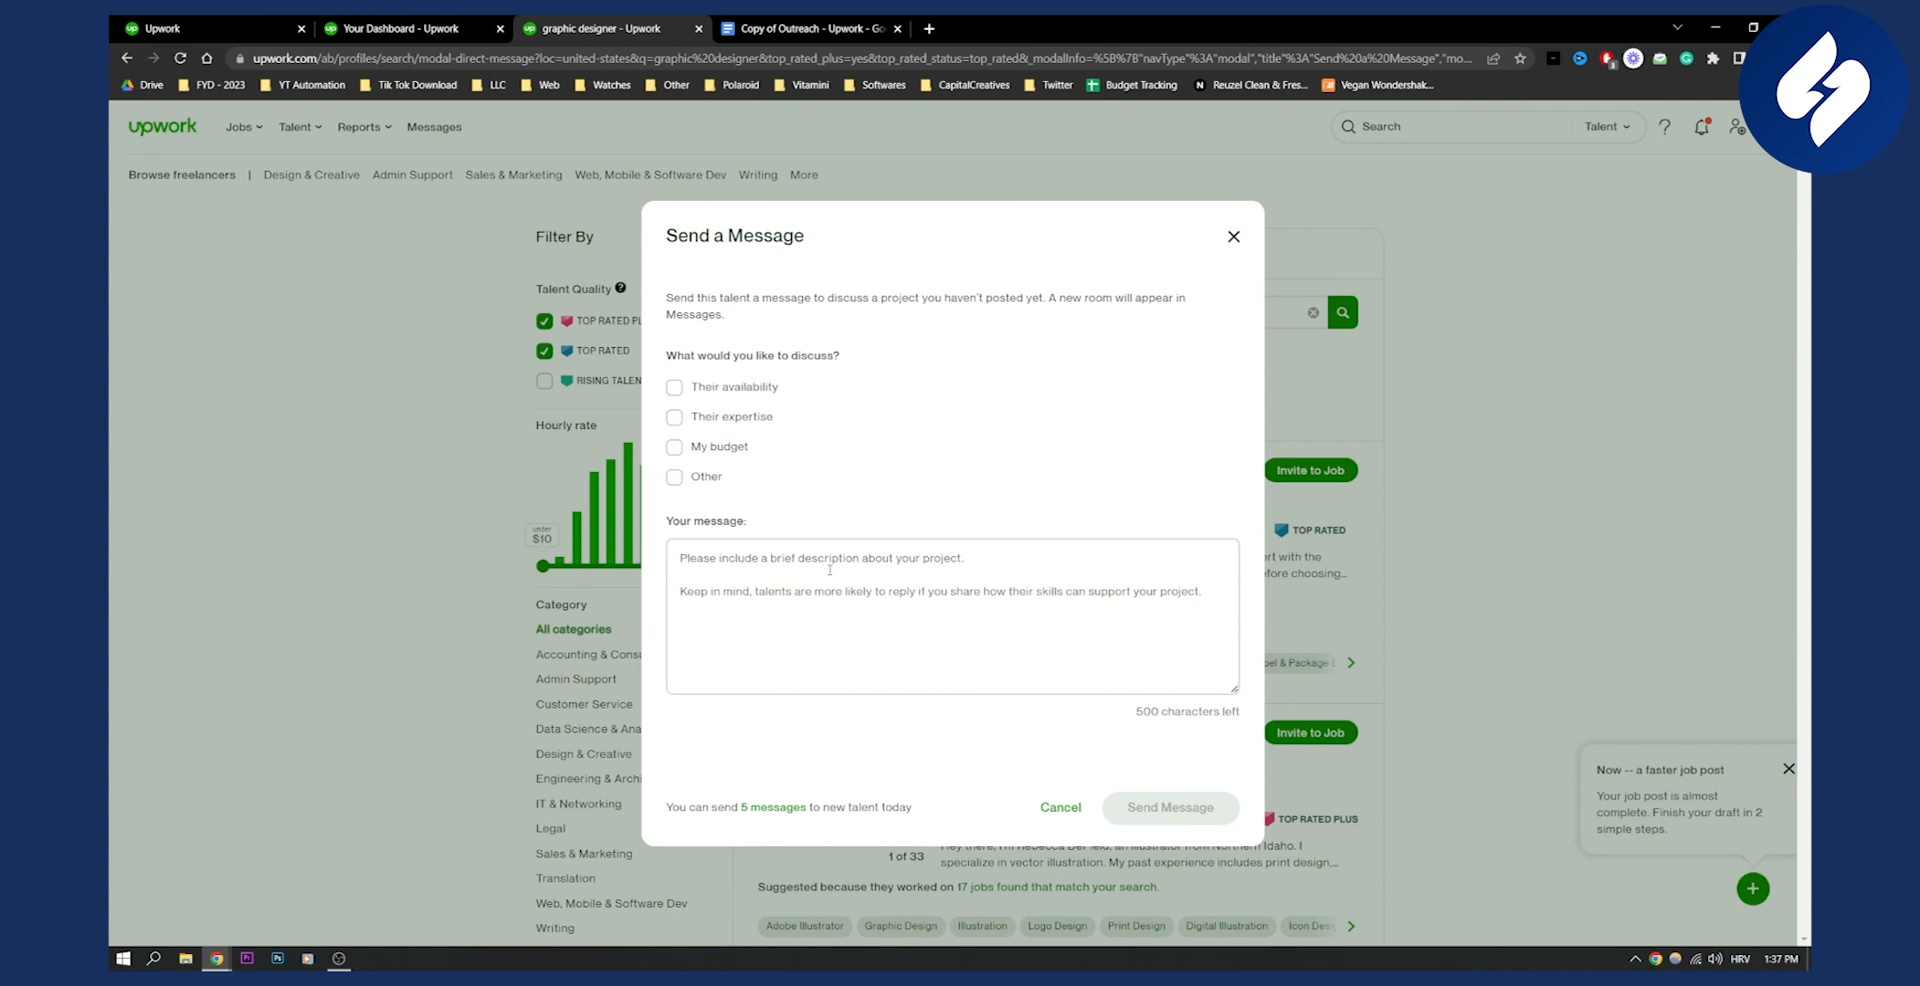 Upwork
Your Dashboard - Upwork
graphic designer - Upwork
Copy of Outreach - Upwork - Go
upwork.com/ab/profiles/search/modal-direct-message?loc=united-states&q=graphic%20designer&top_rated_plus=yes&top_rated_status=top_rated&_modalInfo=%5B%7B"navType"%3A"modal","title"%3A"Send%20a%20Message","mo...
Drive
FYD - 2023
YT Automation
Tik Tok Download
LLC
Web
Watches
Other
Polaroid
Vitamini
Softwares
CapitalCreatives
Twitter
Budget Tracking
Reuzel Clean & Fres...
Vegan Wondershak...
upwork
Jobs
Talent
Reports
Messages
Search
Talent
Browse freelancers | Design & Creative Admin Support Sales & Marketing Web, Mobile & Software Dev Writing More
Filter By
Talent Quality
TOP RATED PL
TOP RATED
RISING TALEN
Hourly rate
under
$10
Category
All categories
Accounting & Consu
Admin Support
Customer Service
Data Science & Ana
Design & Creative
Engineering & Archi
IT & Networking
Legal
Sales & Marketing
Translation
Web, Mobile & Software Dev
Writing
Send a Message
Send this talent a message to discuss a project you haven't posted yet. A new room will appear in
Messages.
What would you like to discuss?
Their availability
Their expertise
My budget
Other
Your message:
Please include a brief description about your project.
Keep in mind, talents are more likely to reply if you share how their skills can support your project.
500 characters left
You can send 5 messages to new talent today
Cancel
Send Message
Invite to Job
TOP RATED
rt with the
fore choosing...
el & Package
Invite to Job
TOP RATED PLUS
1 of 33
specialize in vector illustration. My past experience includes print design,...
Suggested because they worked on 17 jobs found that match your search.
Adobe Illustrator
Graphic Design
Illustration
Logo Design
Print Design
Digital Illustration
Icon Desi
Now -- a faster job post
Your job post is almost
complete. Finish your draft in 2
simple steps.
HRV
1:37 PM